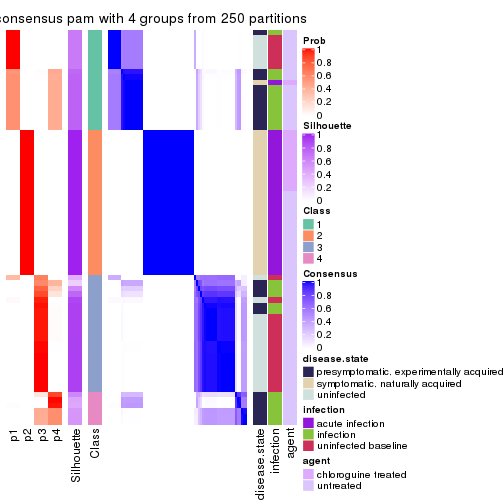 consensus pam with 4 groups from 250 partitions
Prob
1
0.8
0.6
0.4
0.2
0
Silhouette
1
0.8
0.6
0.4
0.2
0
Class
1
2
3
4
Consensus
1
0.8
0.6
0.4
0.2
0
disease.state
presymptomatic. experimentally acquired
symptomatic. naturally acquired
uninfected
infection
acute infection
infection
uninfected baseline
agent
chloroguine treated
untreated
p1
p2
p3
p4
Silhouette
Class
disease.state
infection
agent